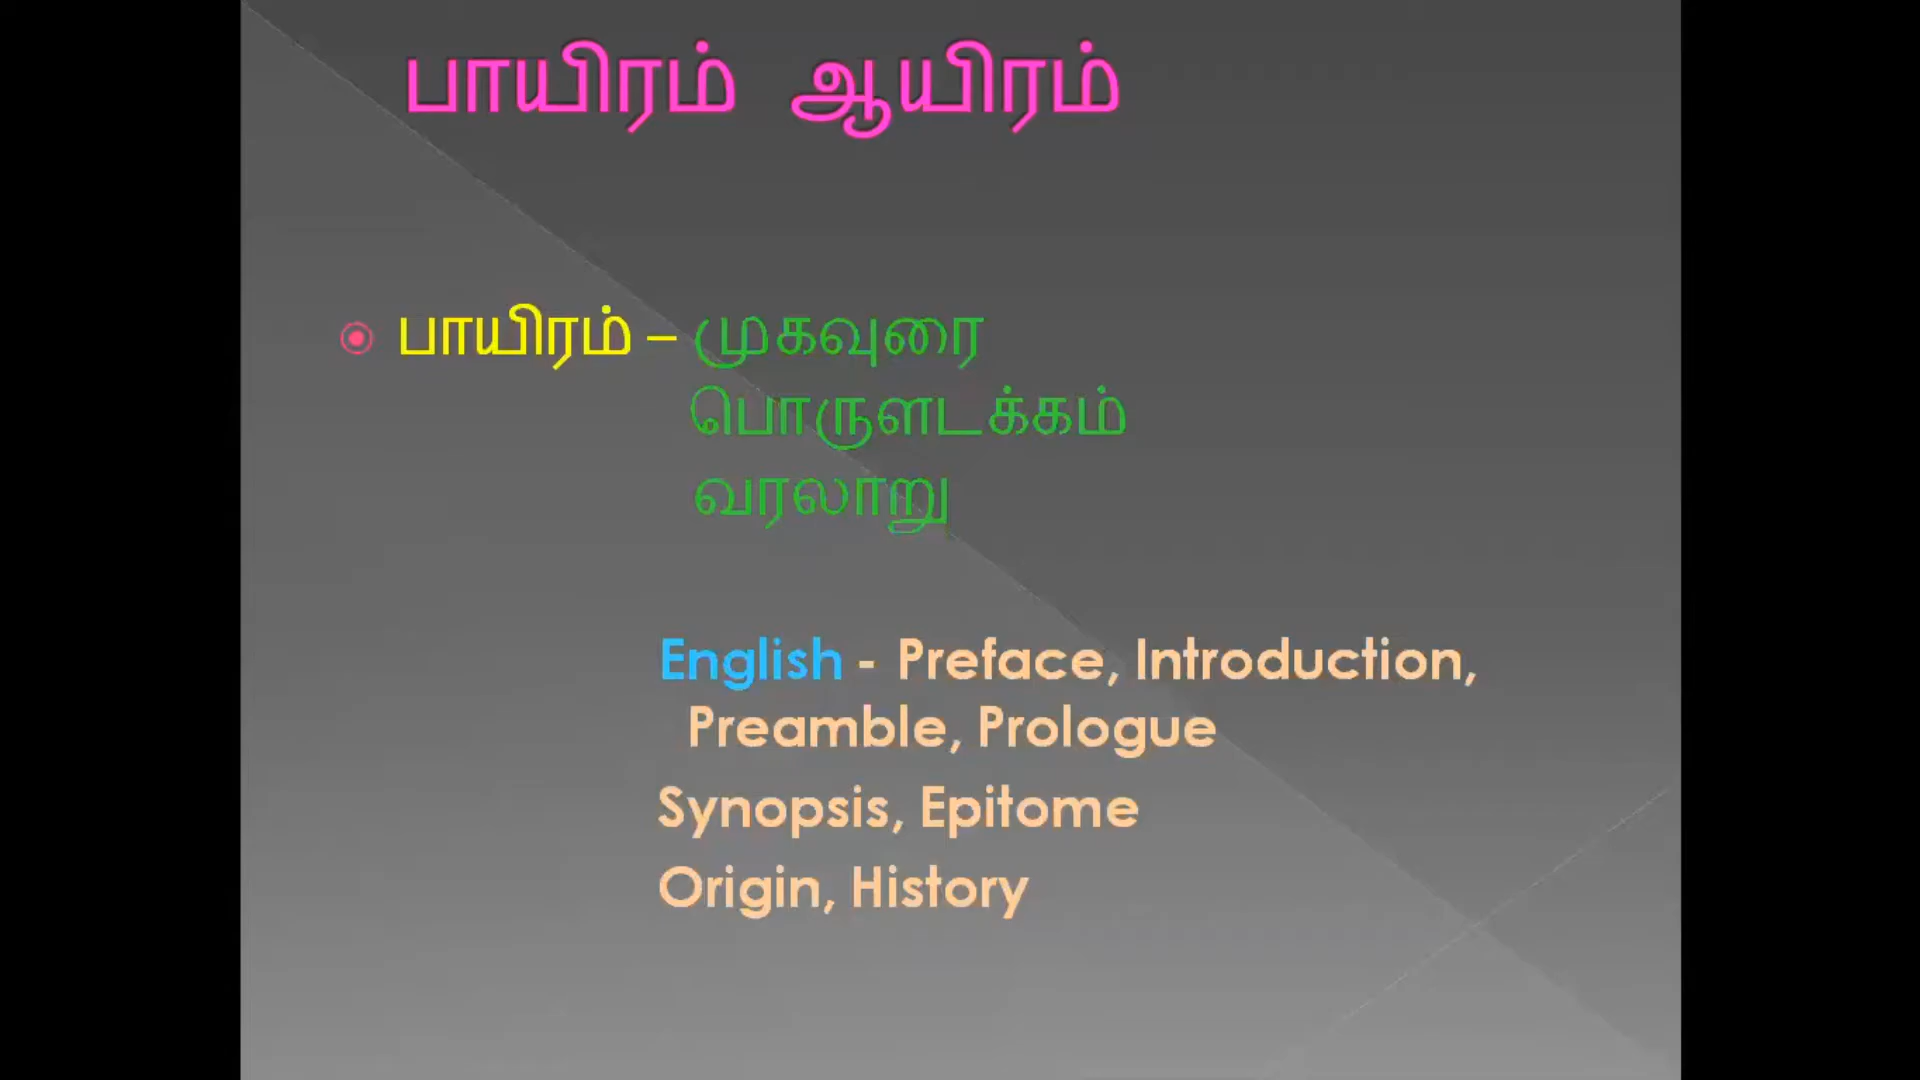 பாயிரம் ஆயிரம்
பாயிரம் – முகவுரை
பொருளடக்கம்
வரலாறு
English - Preface, Introduction,
Preamble, Prologue
Synopsis, Epitome
Origin, History